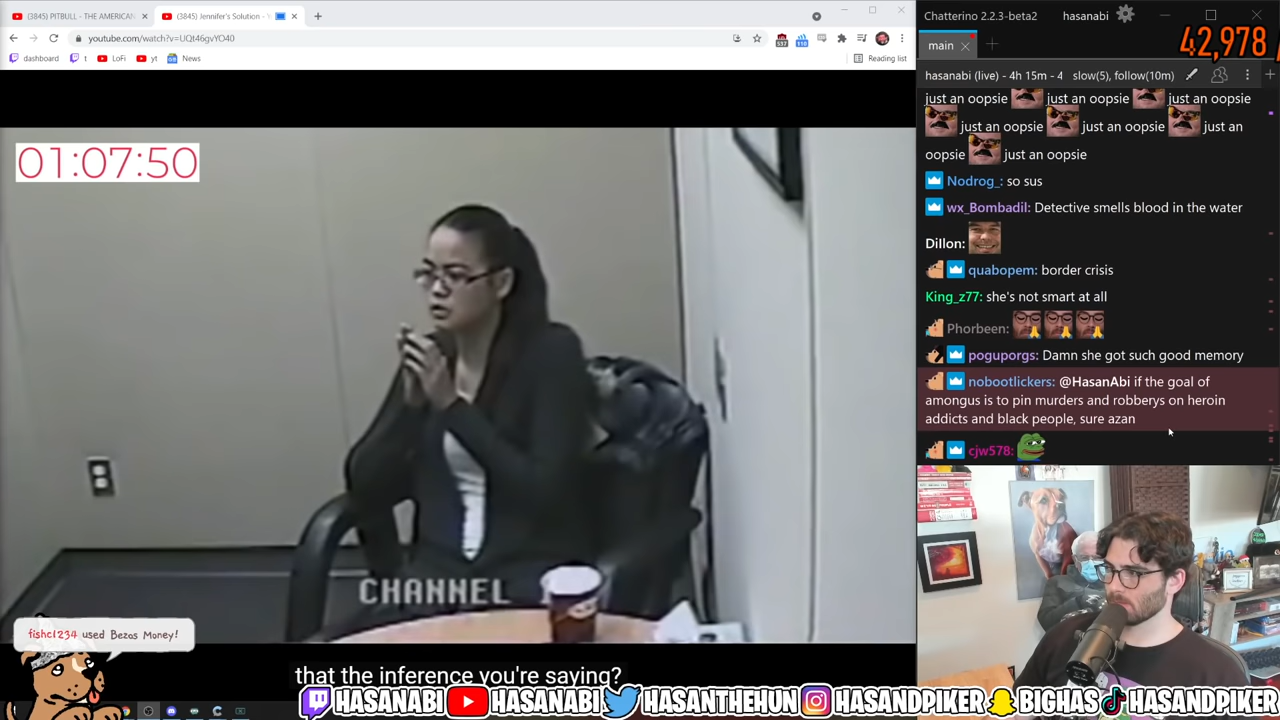 (3845) PITBULL - THE AMERICAN
(3845) Jennifer's Solution -
youtube.com/watch?v=UQt46gvYO40
dashboard
t
LoFi
yt
News
Reading list
01:07:50
CHANNEL
fishc1234 used Bezos Money!
that the inference you're saying?
Chatterino 2.2.3-beta2
hasanabi
main
42,978
hasanabi (live) - 4h 15m - 4
slow(5), follow(10m)
just an oopsie just an oopsie just an oopsie
just an oopsie just an oopsie just an
oopsie just an oopsie
Nodrog_: so sus
wx_Bombadil: Detective smells blood in the water
Dillon:
quabopem: border crisis
King_z77: she's not smart at all
Phorbeen:
poguporgs: Damn she got such good memory
nobootlickers: @HasanAbi if the goal of
amongus is to pin murders and robberys on heroin
addicts and black people, sure azan
cjw578:
HASANABI HASANABI HASANTHEHUN HASANDPIKER BIGHAS HASANDPIKER